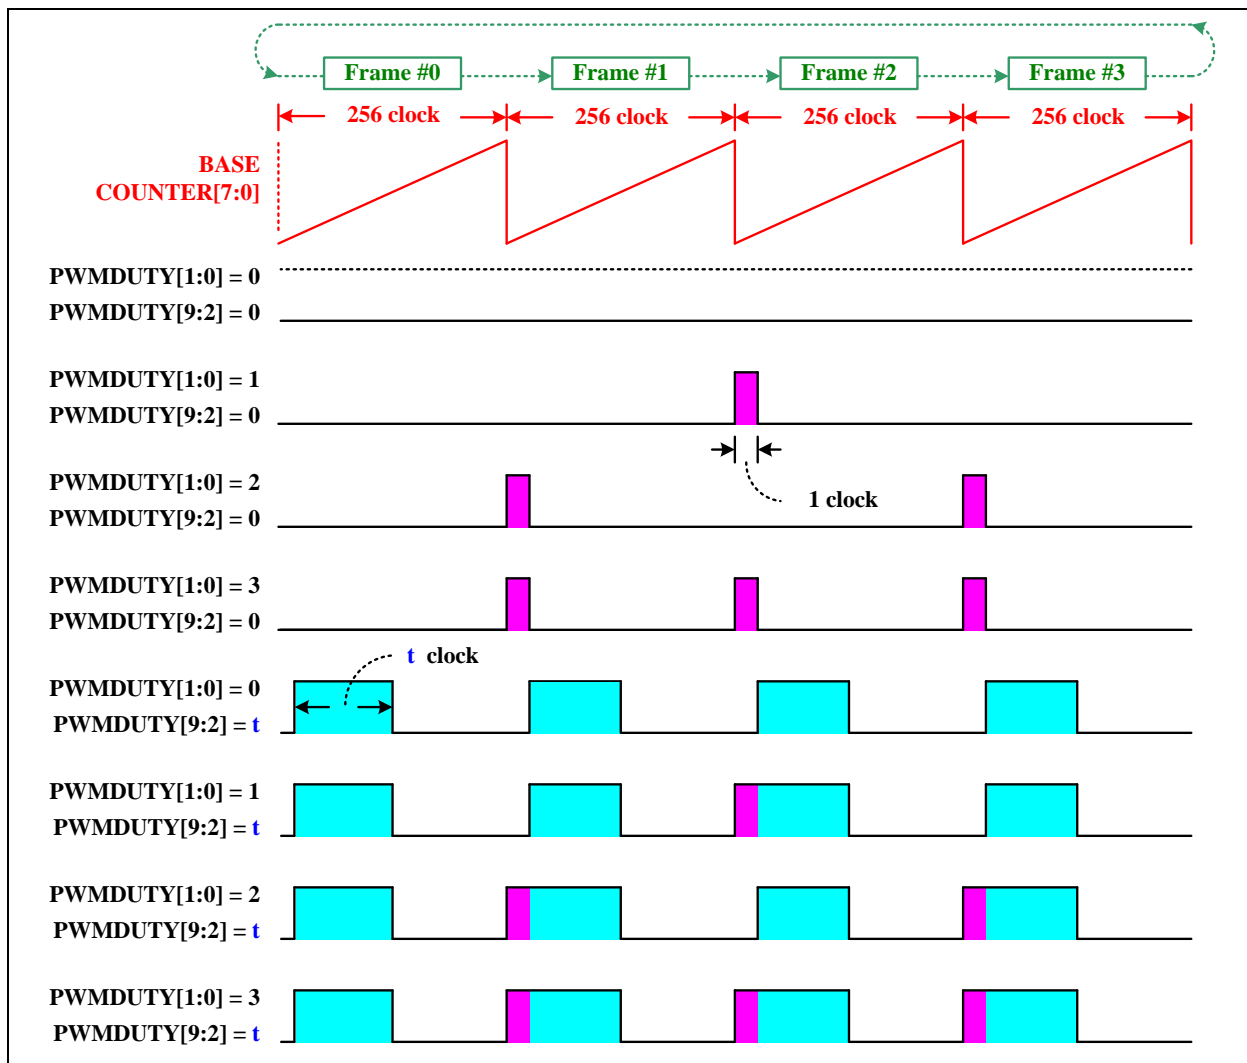 Frame #0 Frame #1 Frame #2 Frame #3
256 clock 256 clock 256 clock 256 clock
BASE
COUNTER[7:0]
PWMDUTY[1:0] = 0
PWMDUTY[9:2] = 0
PWMDUTY[1:0] = 1
PWMDUTY[9:2] = 0
PWMDUTY[1:0] = 2
1 clock
PWMDUTY[9:2] = 0
PWMDUTY[1:0] = 3
PWMDUTY[9:2] = 0
t clock
PWMDUTY[1:0] = 0
PWMDUTY[9:2] = t
PWMDUTY[1:0] = 1
PWMDUTY[9:2] = t
PWMDUTY[1:0] = 2
PWMDUTY[9:2] = t
PWMDUTY[1:0] = 3
PWMDUTY[9:2] = t